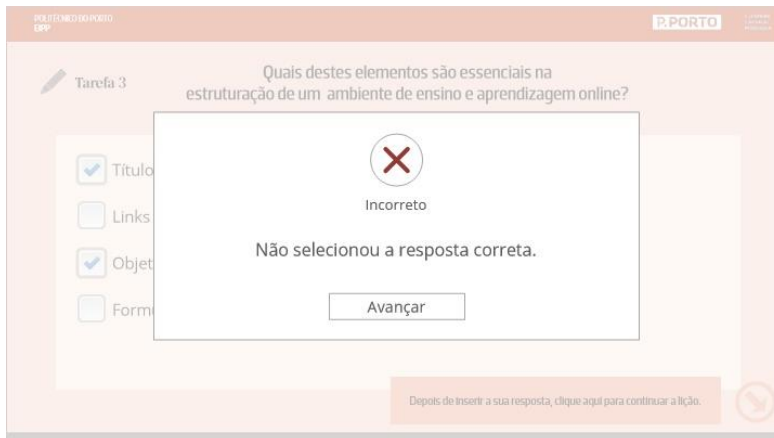 POLITÉCNICO DO PORTO
P.PORTO
Tarefa 3
Quais destes elementos são essenciais na
estruturação de um ambiente de ensino e aprendizagem online?
Título
Links
Objet
Form
Incorreto
Não selecionou a resposta correta.
Avançar
Depois de inserir a sua resposta, clique aqui para continuar a lição.